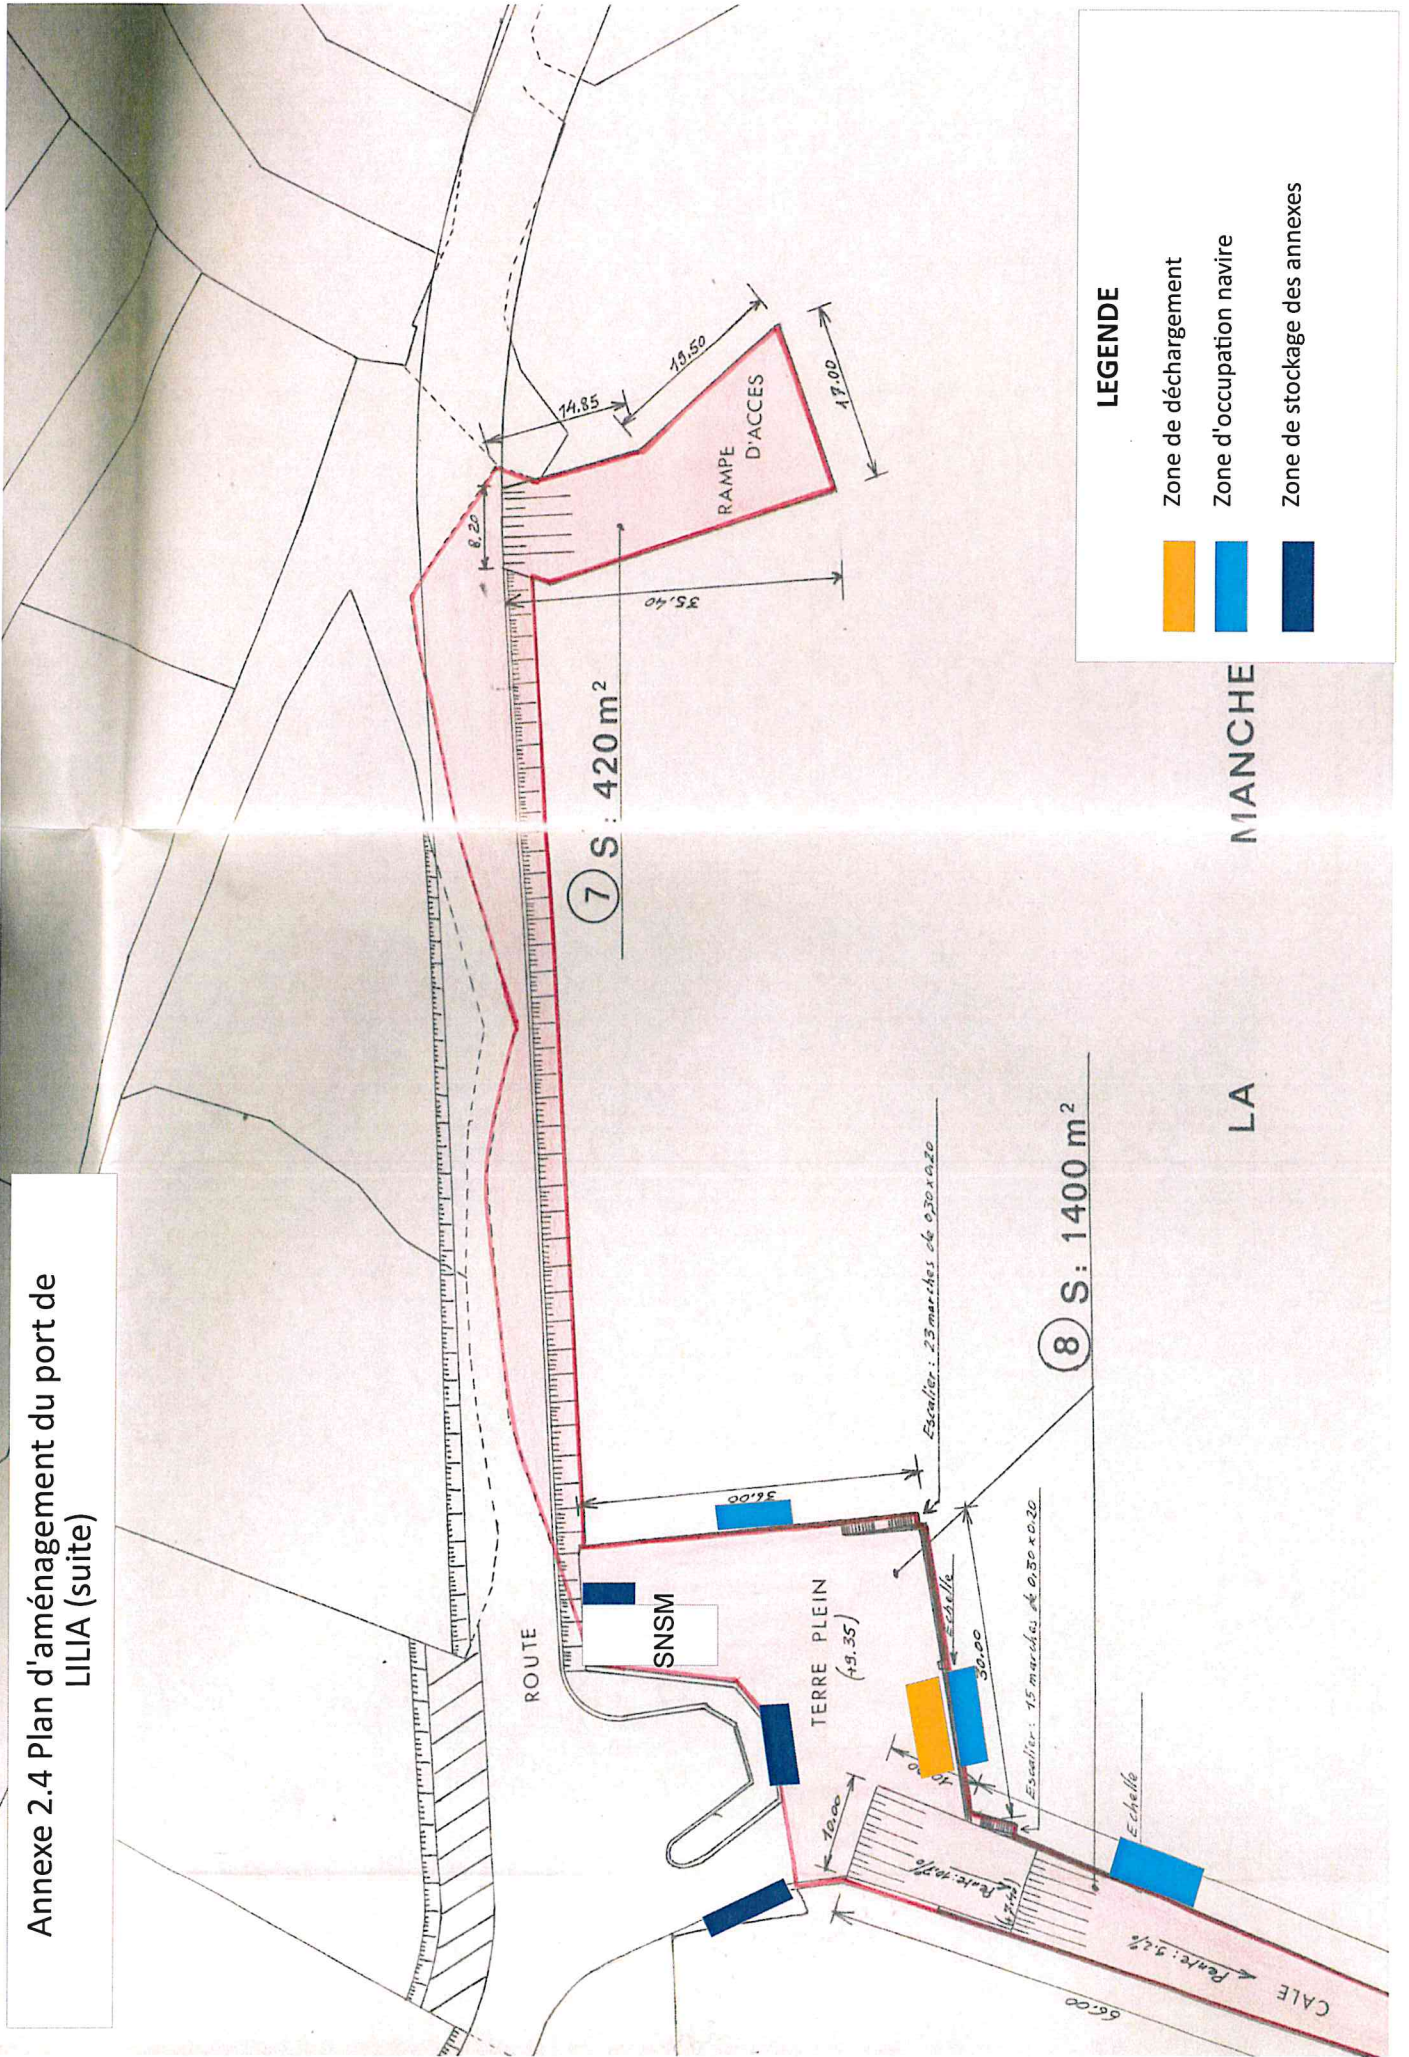 Annexe 2.4 Plan d'aménagement du port de
LILIA (suite)
ROUTE
SNSM
TERRE PLEIN
(+9.35)
36.00
Escalier : 23 marches de 0,30 x 0,20
Echelle
30.00
Escalier : 15 marches de 0,30 x 0.20
10.00
10.00
Echelle
Pente : 5.2%
CALE
66.00
8 S : 1400 m²
7 S : 420 m²
8,20
14.85
19.50
17.00
35,40
RAMPE
D'ACCES
LA MANCHE
LEGENDE
Zone de déchargement
Zone d'occupation navire
Zone de stockage des annexes